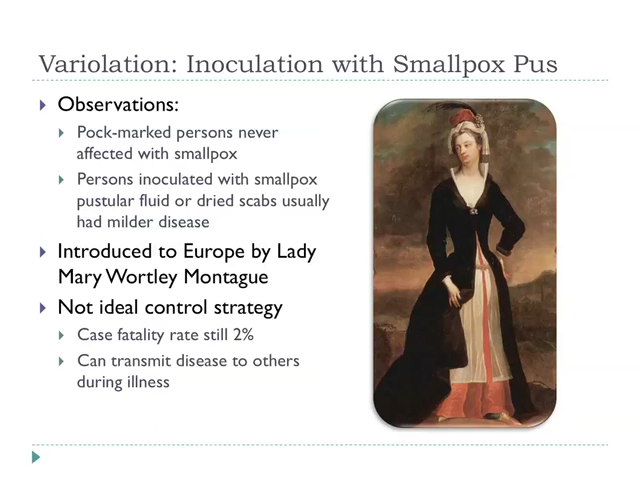 Variolation: Inoculation with Smallpox Pus
Observations:
Pock-marked persons never
affected with smallpox
Persons inoculated with smallpox
pustular fluid or dried scabs usually
had milder disease
Introduced to Europe by Lady
Mary Wortley Montague
Not ideal control strategy
Case fatality rate still 2%
Can transmit disease to others
during illness